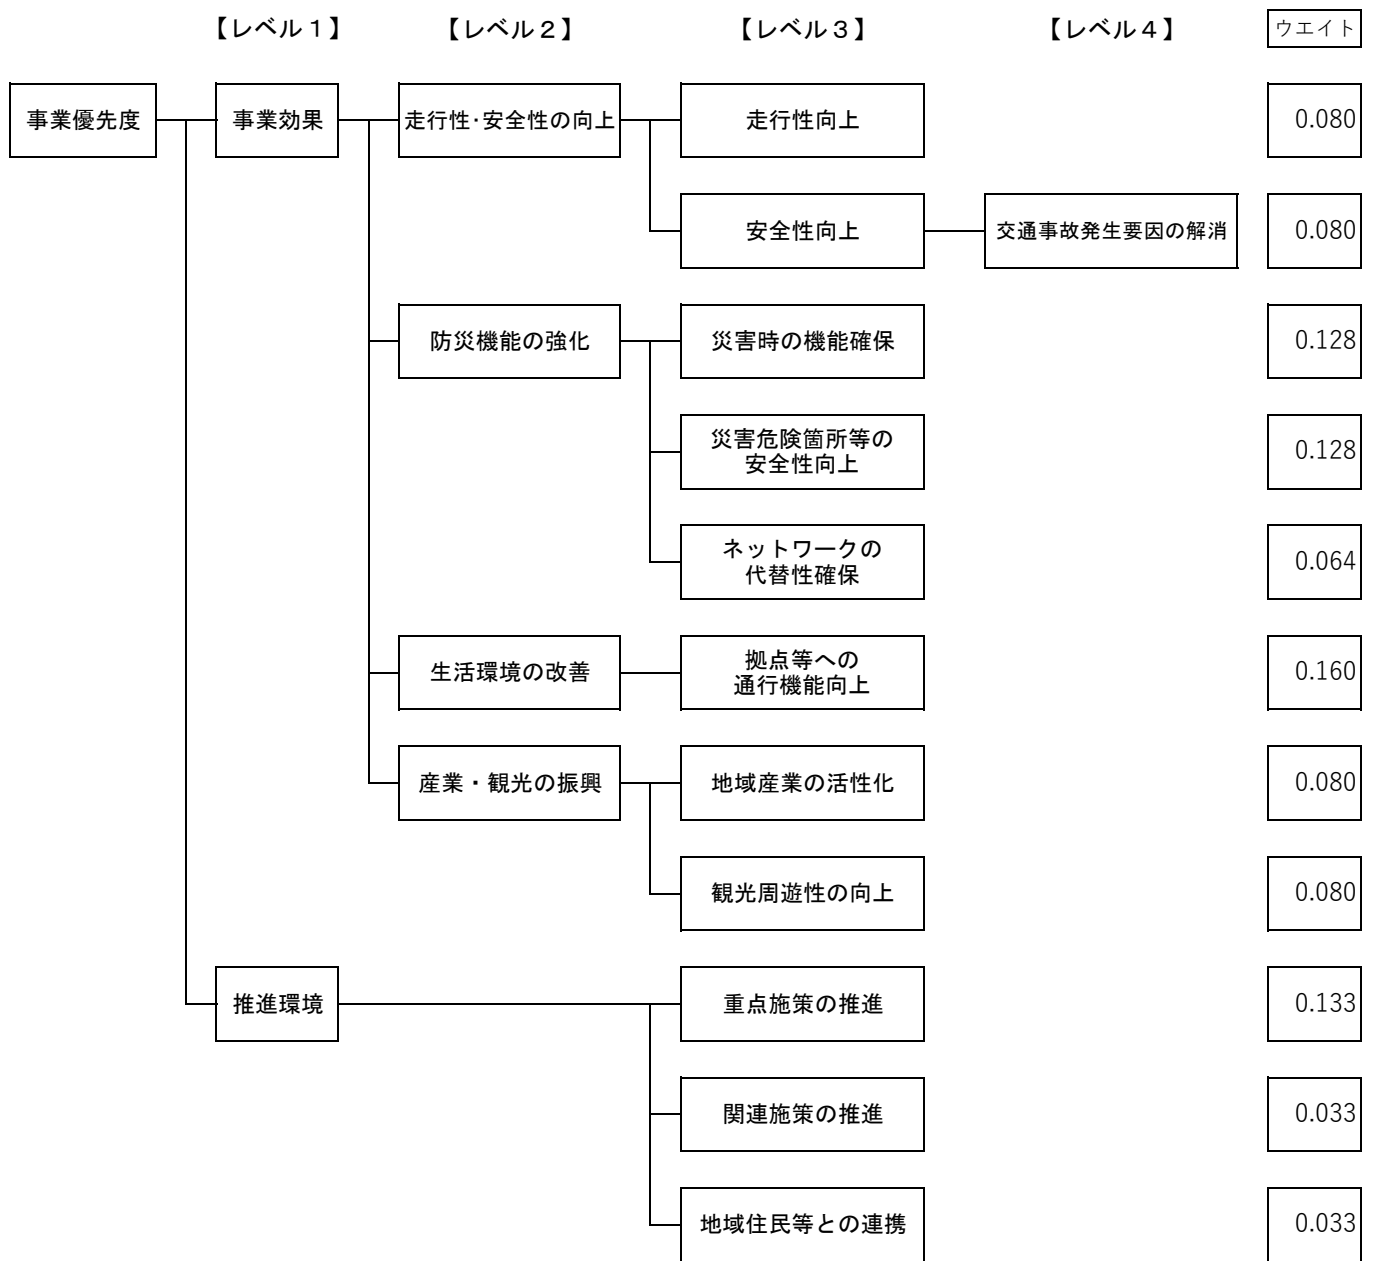 【レベル１】 【レベル２】 【レベル３】 【レベル４】 ウエイト
事業優先度 事業効果 走行性･安全性の向上 走行性向上 0.080
安全性向上 交通事故発生要因の解消 0.080
防災機能の強化 災害時の機能確保 0.128
災害危険箇所等の
安全性向上 0.128
ネットワークの
代替性確保 0.064
生活環境の改善 拠点等への
通行機能向上 0.160
産業・観光の振興 地域産業の活性化 0.080
観光周遊性の向上 0.080
推進環境 重点施策の推進 0.133
関連施策の推進 0.033
地域住民等との連携 0.033